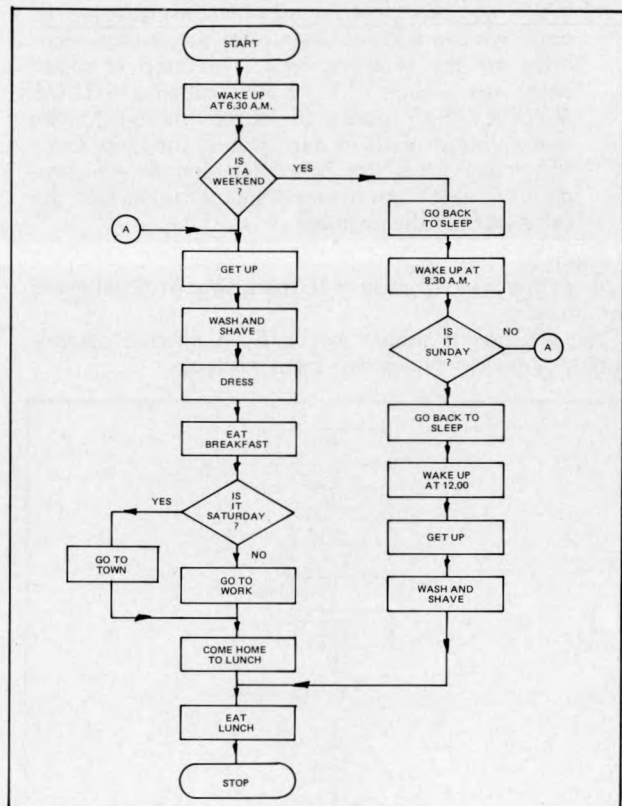 START
WAKE UP
AT 6.30 A.M.
IS
IT A
WEEKEND
?
YES
A
GET UP
WASH AND
SHAVE
DRESS
EAT
BREAKFAST
IS
IT
SATURDAY
?
YES
GO TO
TOWN
NO
GO TO
WORK
COME HOME
TO LUNCH
EAT
LUNCH
STOP
GO BACK
TO SLEEP
WAKE UP AT
8.30 A.M.
IS
IT
SUNDAY
?
NO
A
GO BACK TO
SLEEP
WAKE UP
AT 12.00
GET UP
WASH AND
SHAVE